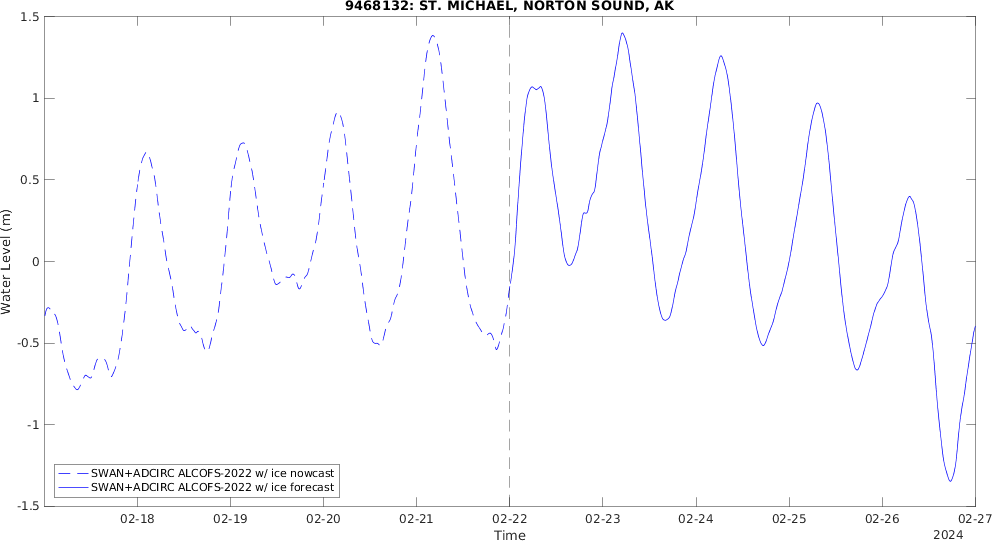 9468132: ST. MICHAEL, NORTON SOUND, AK
1.5
1
0.5
0
-0.5
-1
-1.5
Water Level (m)
SWAN+ADCIRC ALCOFS-2022 w/ ice nowcast
SWAN+ADCIRC ALCOFS-2022 w/ ice forecast
02-18 02-19 02-20 02-21 02-22 02-23 02-24 02-25 02-26 02-27
Time
2024